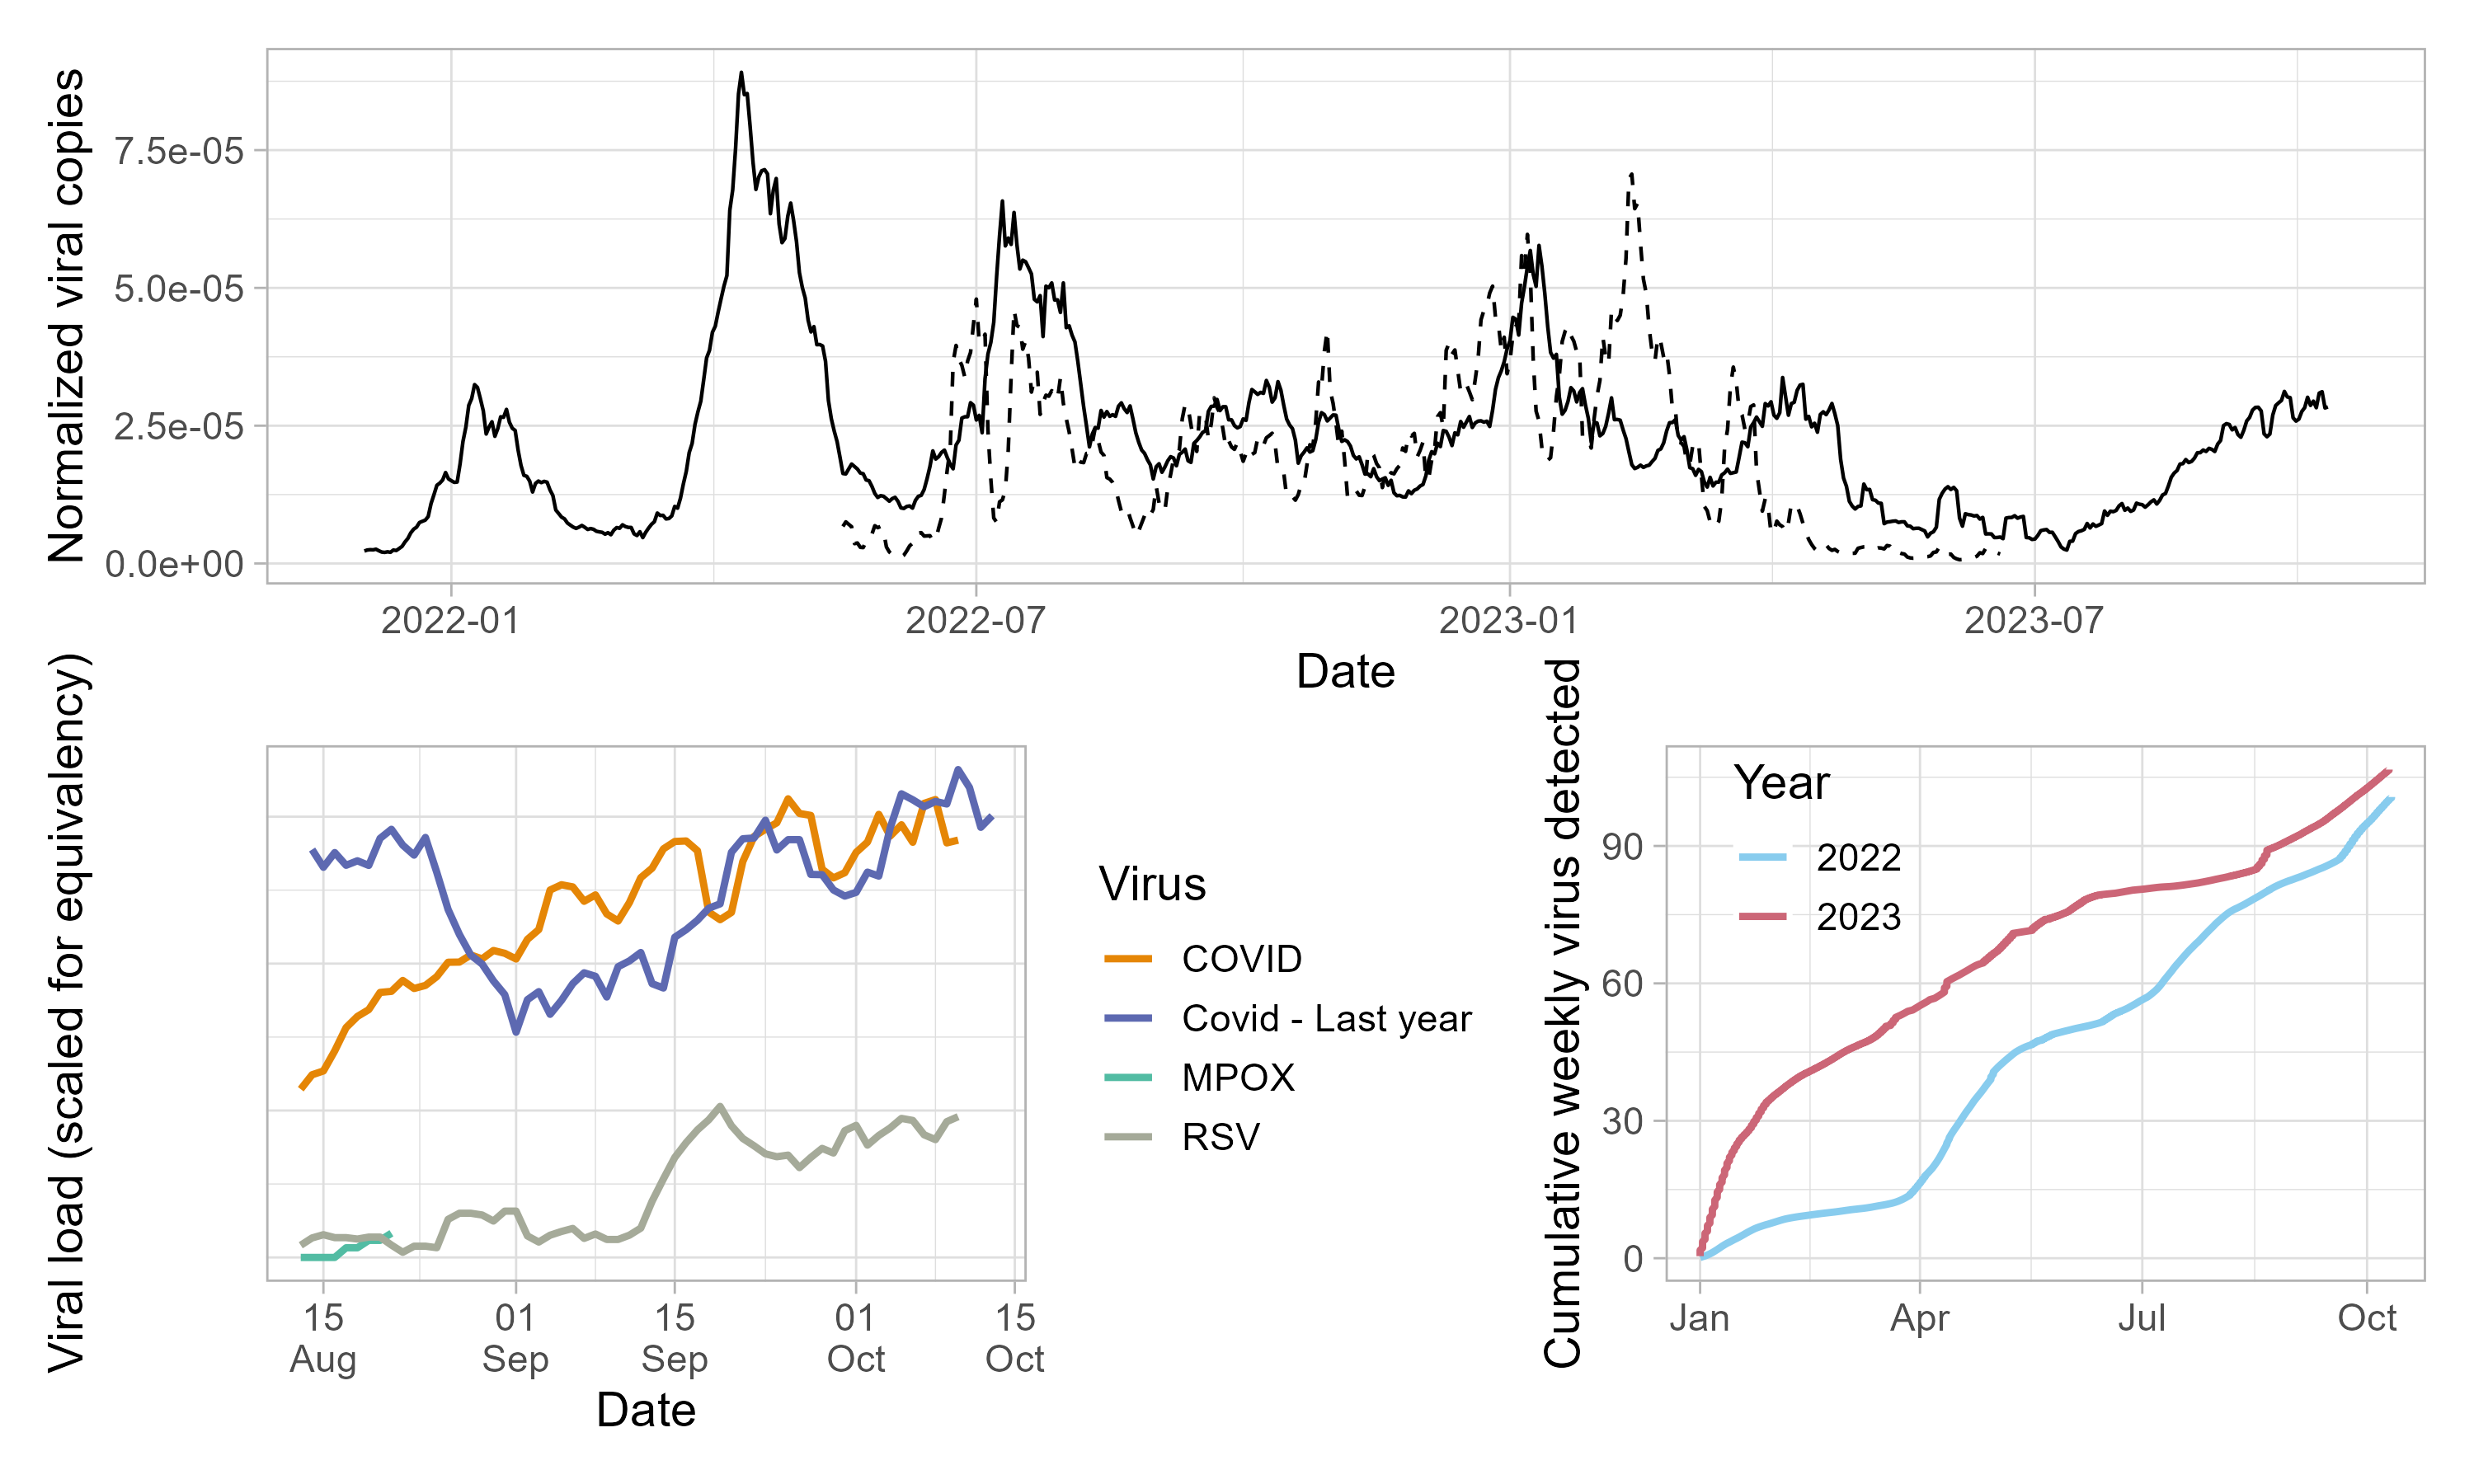 Normalized viral copies
7.5e-05
5.0e-05
2.5e-05
0.0e+00
2022-01
2022-07
2023-01
2023-07
Date
Viral load (scaled for equivalency)
15
Aug
01
Sep
15
Sep
01
Oct
15
Oct
Date
Virus
COVID
Covid - Last year
MPOX
RSV
Cumulative weekly virus detected
Year
2022
2023
90
60
30
0
Jan
Apr
Jul
Oct